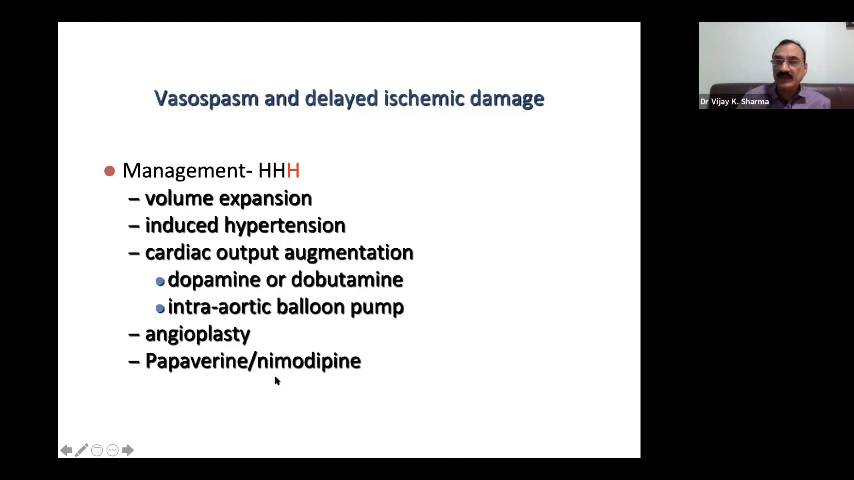 Vasospasm and delayed ischemic damage
Management- HHH
– volume expansion
– induced hypertension
– cardiac output augmentation
dopamine or dobutamine
intra-aortic balloon pump
– angioplasty
– Papaverine/nimodipine
Dr Vijay K. Sharma